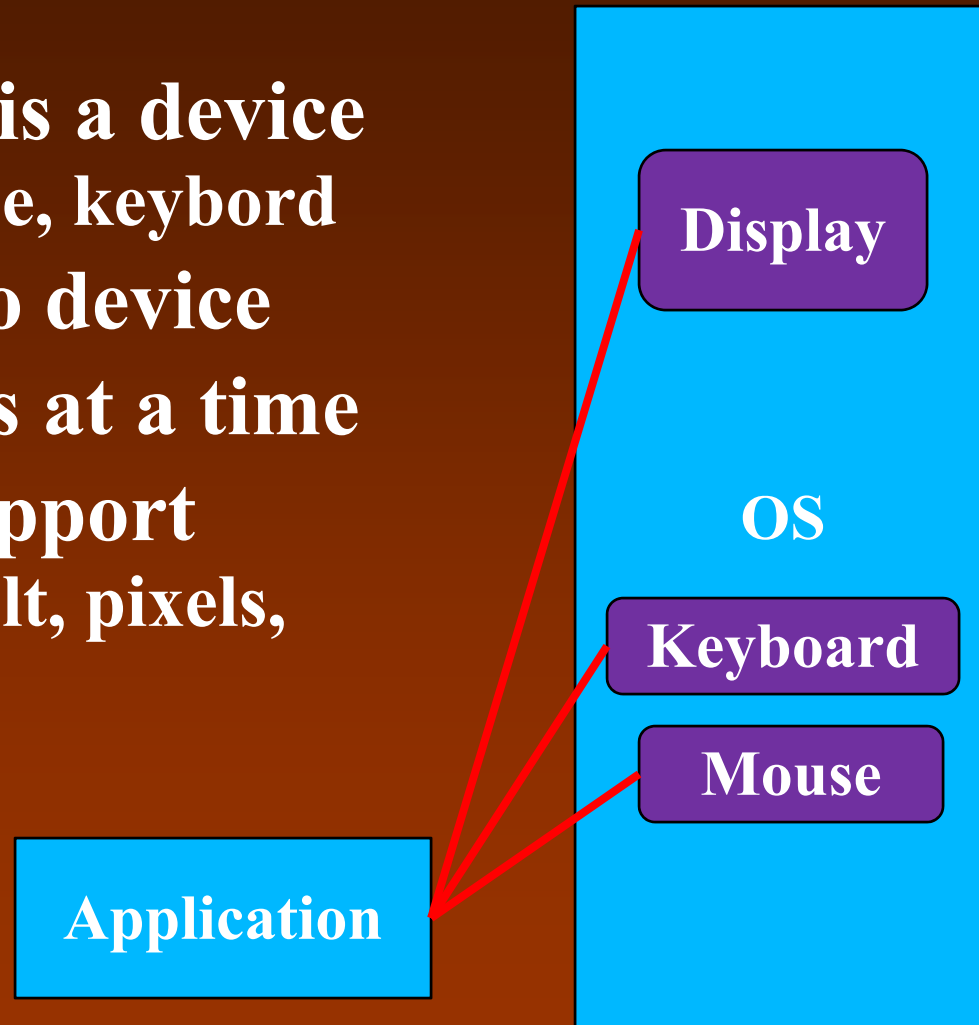 is a device
e, keybord
o device
s at a time
pport
lt, pixels,
Display
OS
Keyboard
Mouse
Application